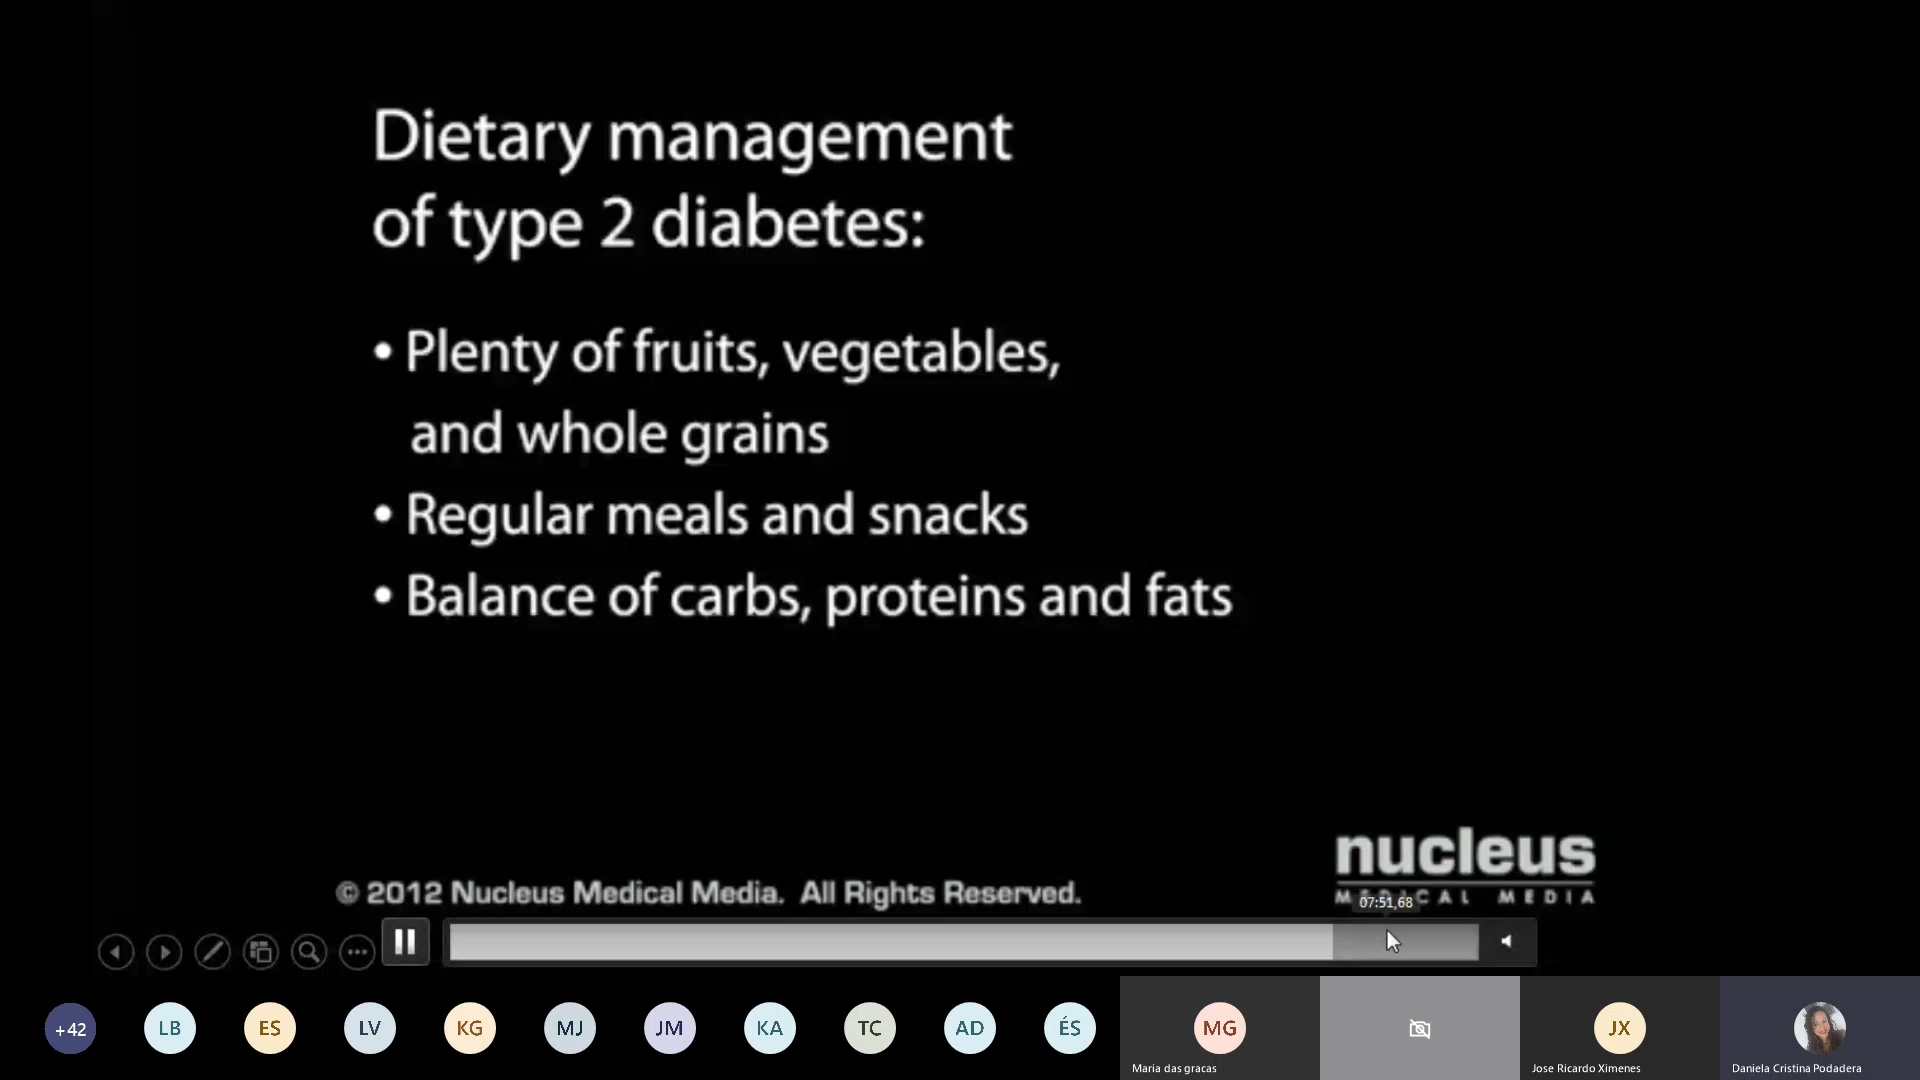 Dietary management
of type 2 diabetes:
• Plenty of fruits, vegetables,
and whole grains
• Regular meals and snacks
• Balance of carbs, proteins and fats
nucleus
MEDICAL MEDIA
© 2012 Nucleus Medical Media. All Rights Reserved.
07:51,68
+42
LB
ES
LV
KG
MJ
JM
KA
TC
AD
ÉS
MG
JX
Maria das gracas
Jose Ricardo Ximenes
Daniela Cristina Podadera